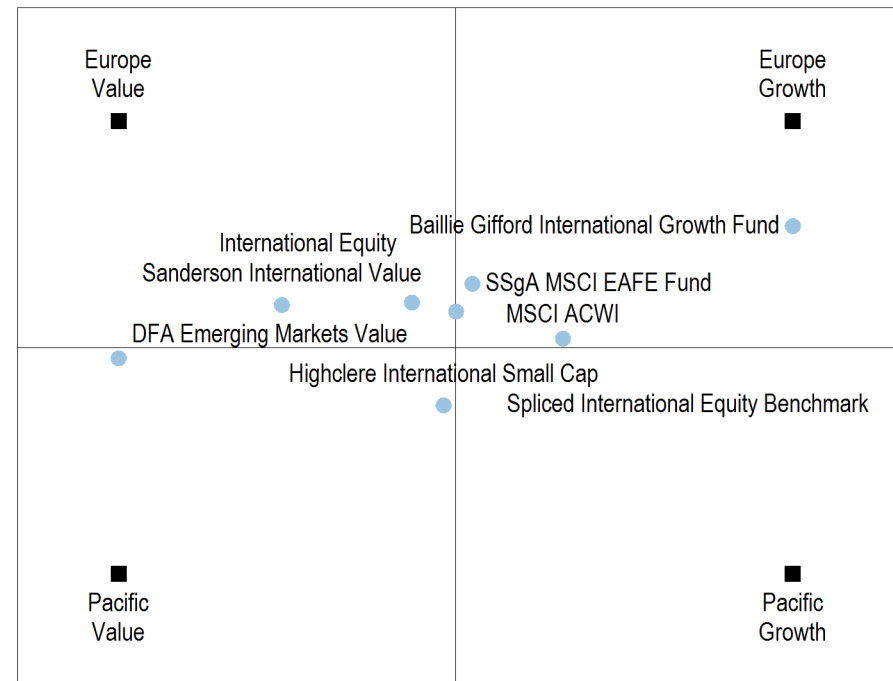 Europe
Value
Europe
Growth
Baillie Gifford International Growth Fund
International Equity
Sanderson International Value
SSgA MSCI EAFE Fund
MSCI ACWI
DFA Emerging Markets Value
Highclere International Small Cap
Spliced International Equity Benchmark
Pacific
Value
Pacific
Growth